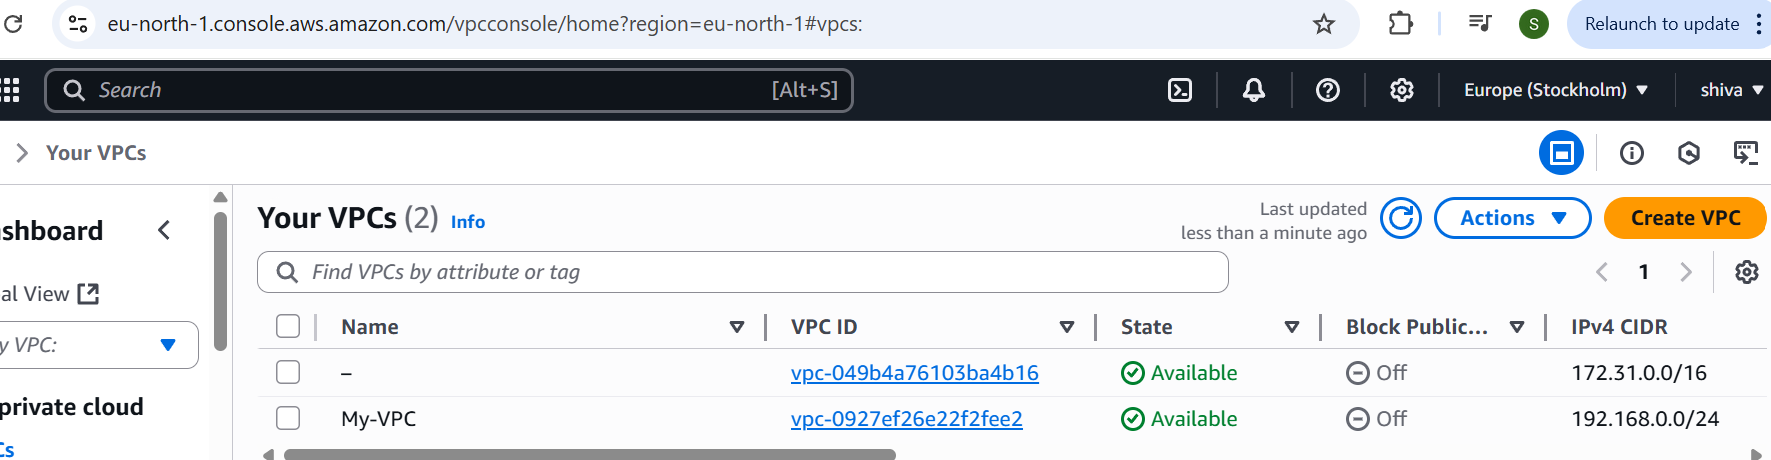 eu-north-1.console.aws.amazon.com/vpcconsole/home?region=eu-north-1#vpcs:
S
Relaunch to update
Search
[Alt+S]
Europe (Stockholm)
shiva
Your VPCs
shboard
Your VPCs (2) Info
Last updated
less than a minute ago
Actions
Create VPC
Find VPCs by attribute or tag
1
al View
y VPC:
Name
VPC ID
State
Block Public...
IPv4 CIDR
–
vpc-049b4a76103ba4b16
Available
Off
172.31.0.0/16
private cloud
My-VPC
vpc-0927ef26e22f2fee2
Available
Off
192.168.0.0/24
Cs